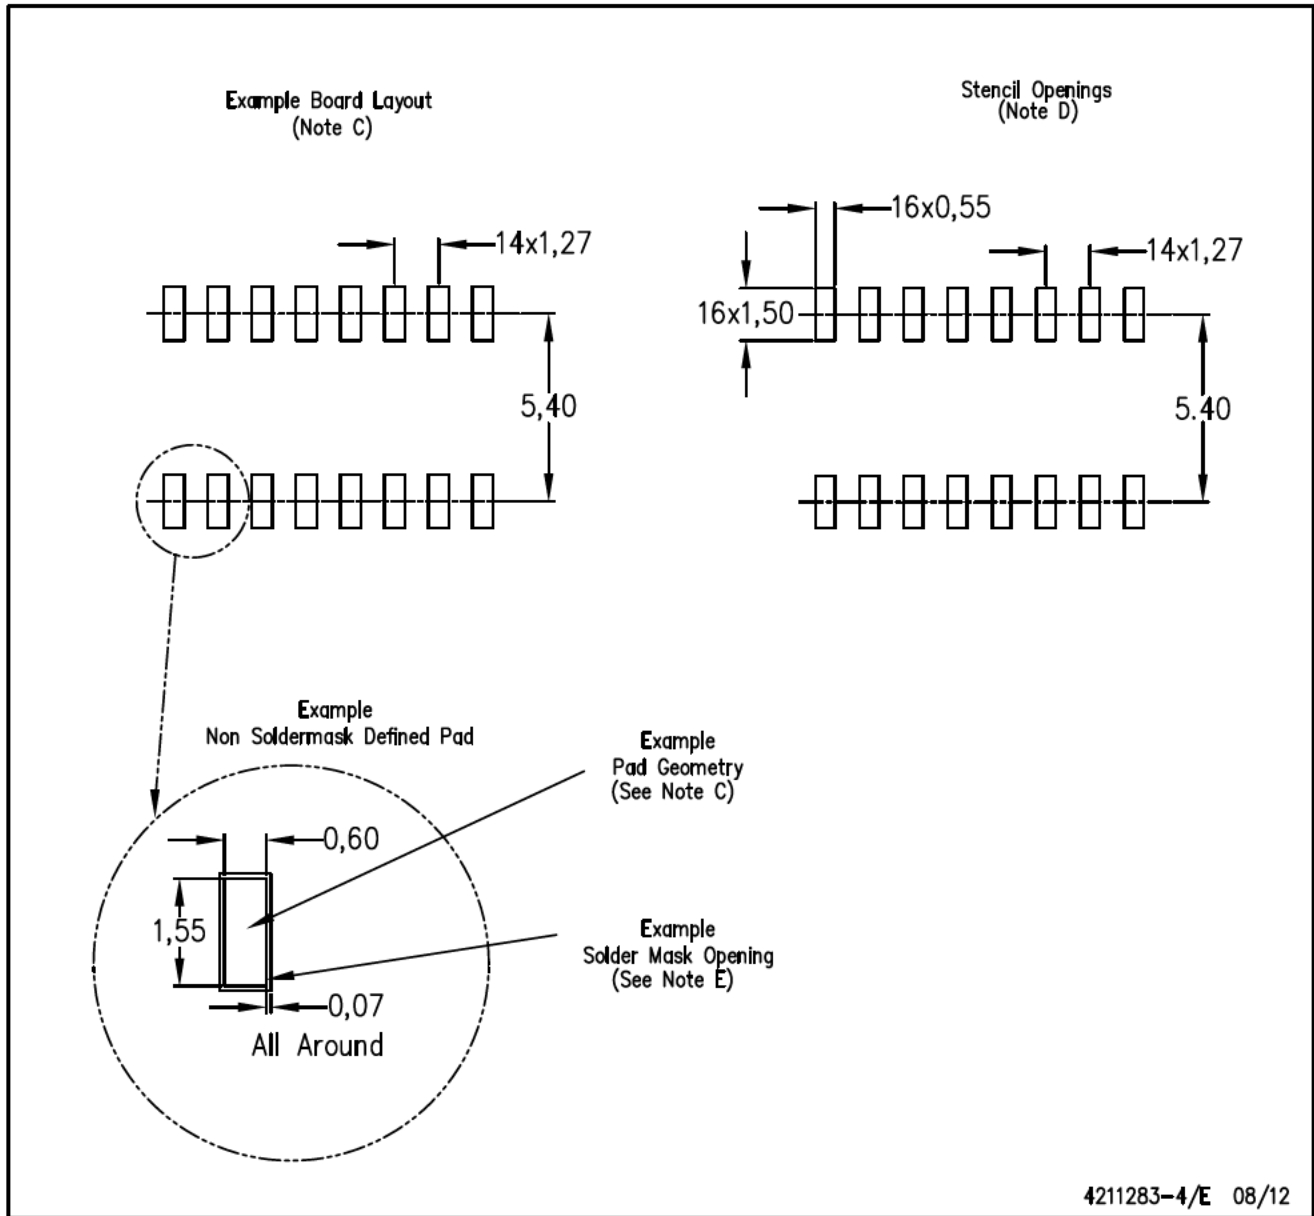 Example Board Layout
(Note C)
Stencil Openings
(Note D)
14x1,27
5,40
16x0,55
14x1,27
16x1,50
5.40
Example
Non Soldermask Defined Pad
Example
Pad Geometry
(See Note C)
0,60
1,55
Example
Solder Mask Opening
(See Note E)
0,07
All Around
4211283-4/E 08/12